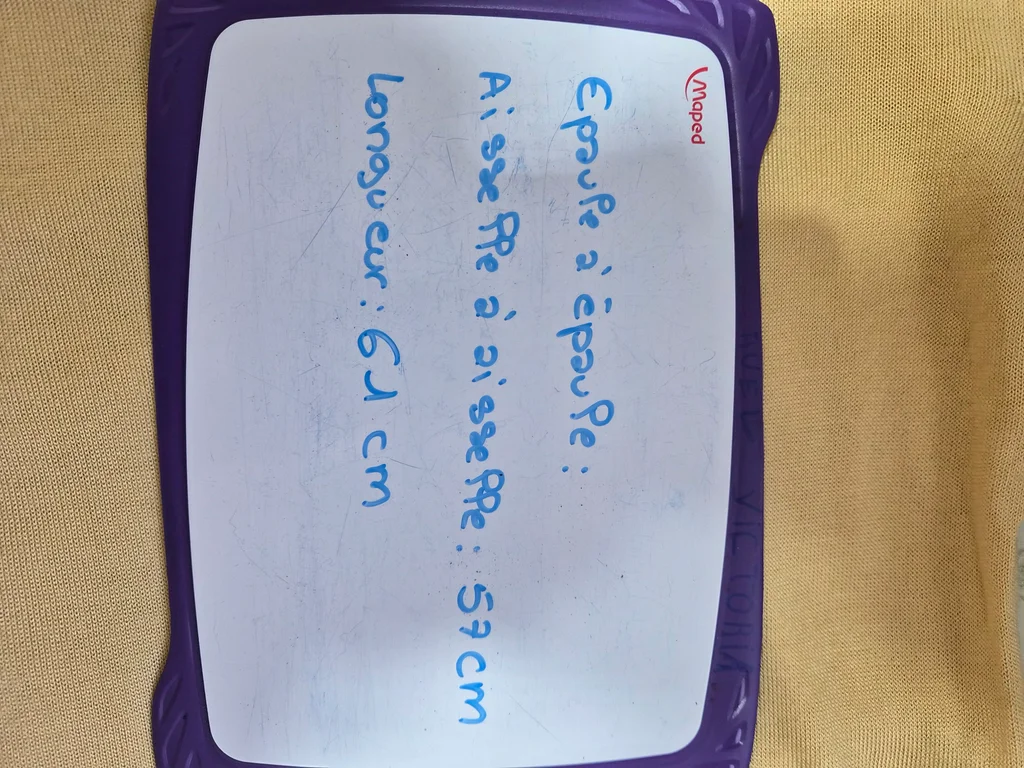 Maped
Epaule à épaule :
Aisselle à aisselle : 57 cm
Longueur : 61 cm